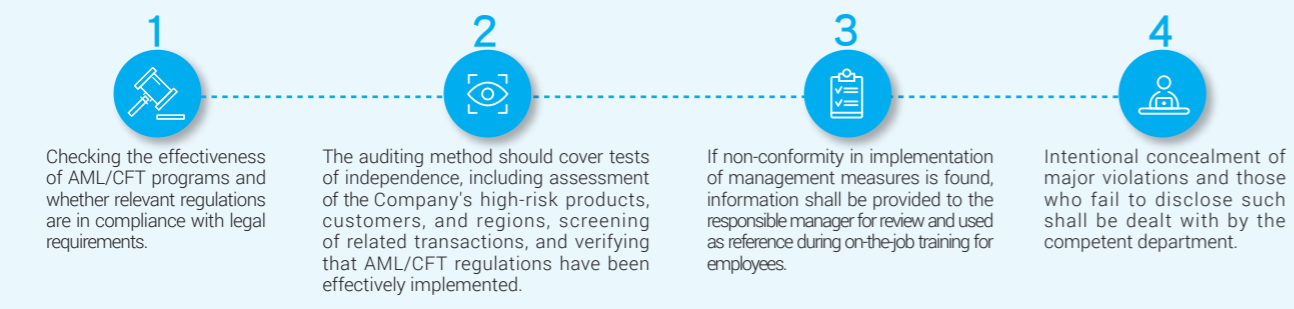 1
Checking the effectiveness
of AML/CFT programs and
whether relevant regulations
are in compliance with legal
requirements.
2
The auditing method should cover tests
of independence, including assessment
of the Company's high-risk products,
customers, and regions, screening
of related transactions, and verifying
that AML/CFT regulations have been
effectively implemented.
3
If non-conformity in implementation
of management measures is found,
information shall be provided to the
responsible manager for review and used
as reference during on-the-job training for
employees.
4
Intentional concealment of
major violations and those
who fail to disclose such
shall be dealt with by the
competent department.